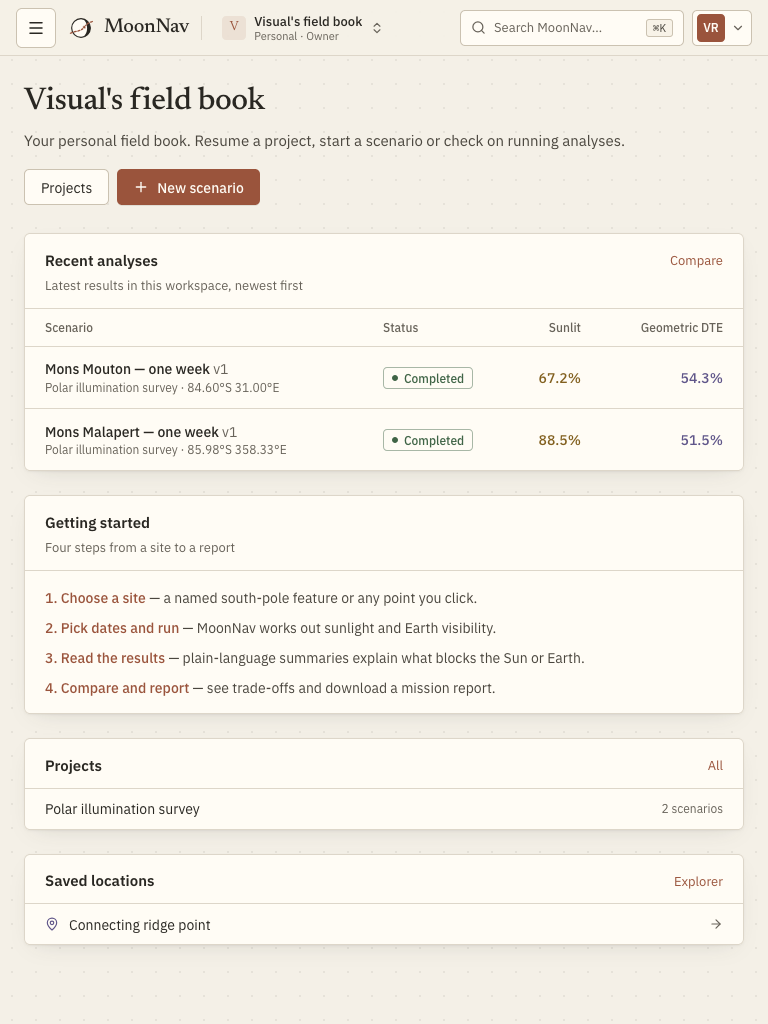 MoonNav
V
Visual's field book
Personal · Owner
Search MoonNav...
⌘K
VR
Visual's field book
Your personal field book. Resume a project, start a scenario or check on running analyses.
Projects
New scenario
Recent analyses
Compare
Latest results in this workspace, newest first
Scenario Status Sunlit Geometric DTE
Mons Mouton — one week v1
Polar illumination survey · 84.60°S 31.00°E
Completed 67.2% 54.3%
Mons Malapert — one week v1
Polar illumination survey · 85.98°S 358.33°E
Completed 88.5% 51.5%
Getting started
Four steps from a site to a report
1. Choose a site — a named south-pole feature or any point you click.
2. Pick dates and run — MoonNav works out sunlight and Earth visibility.
3. Read the results — plain-language summaries explain what blocks the Sun or Earth.
4. Compare and report — see trade-offs and download a mission report.
Projects All
Polar illumination survey 2 scenarios
Saved locations Explorer
Connecting ridge point